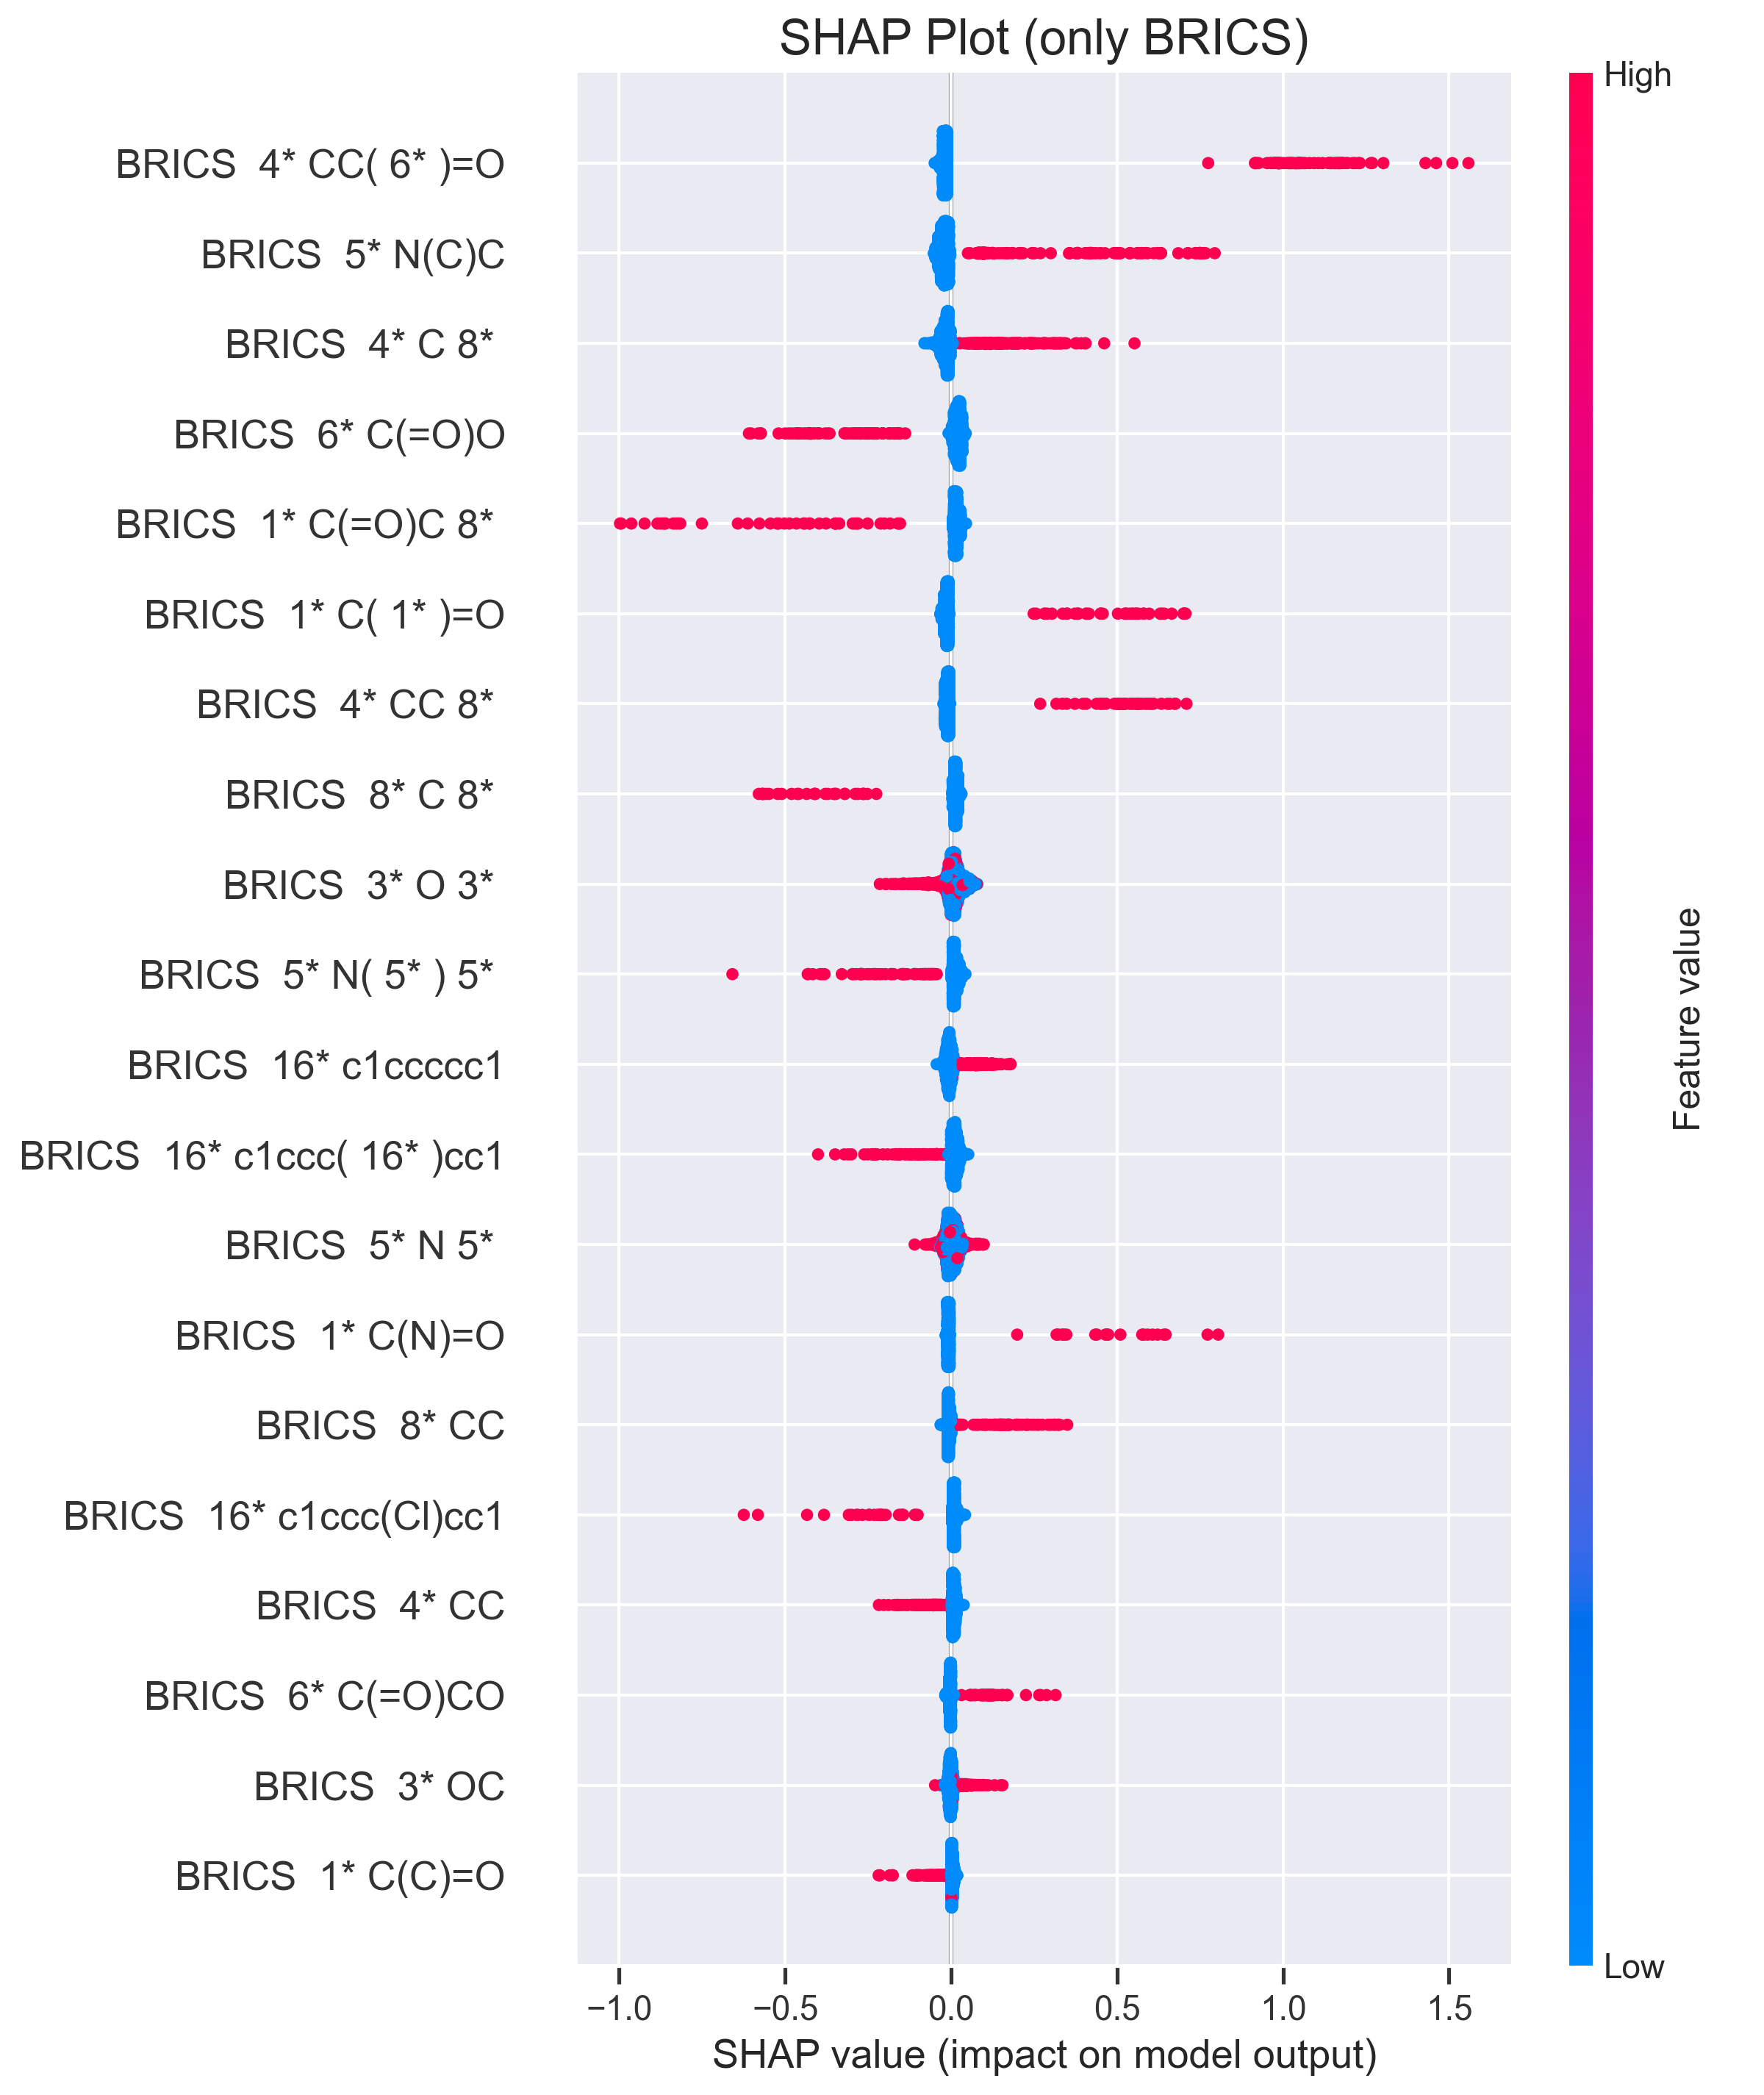 SHAP Plot (only BRICS)
High
BRICS  4* CC( 6* )=O
BRICS  5* N(C)C
BRICS  4* C 8*
BRICS  6* C(=O)O
BRICS  1* C(=O)C 8*
BRICS  1* C( 1* )=O
BRICS  4* CC 8*
BRICS  8* C 8*
BRICS  3* O 3*
BRICS  5* N( 5* ) 5*
BRICS  16* c1ccccc1
BRICS  16* c1ccc( 16* )cc1
BRICS  5* N 5*
BRICS  1* C(N)=O
BRICS  8* CC
BRICS  16* c1ccc(Cl)cc1
BRICS  4* CC
BRICS  6* C(=O)CO
BRICS  3* OC
BRICS  1* C(C)=O
Feature value
Low
−1.0 −0.5 0.0 0.5 1.0 1.5
SHAP value (impact on model output)